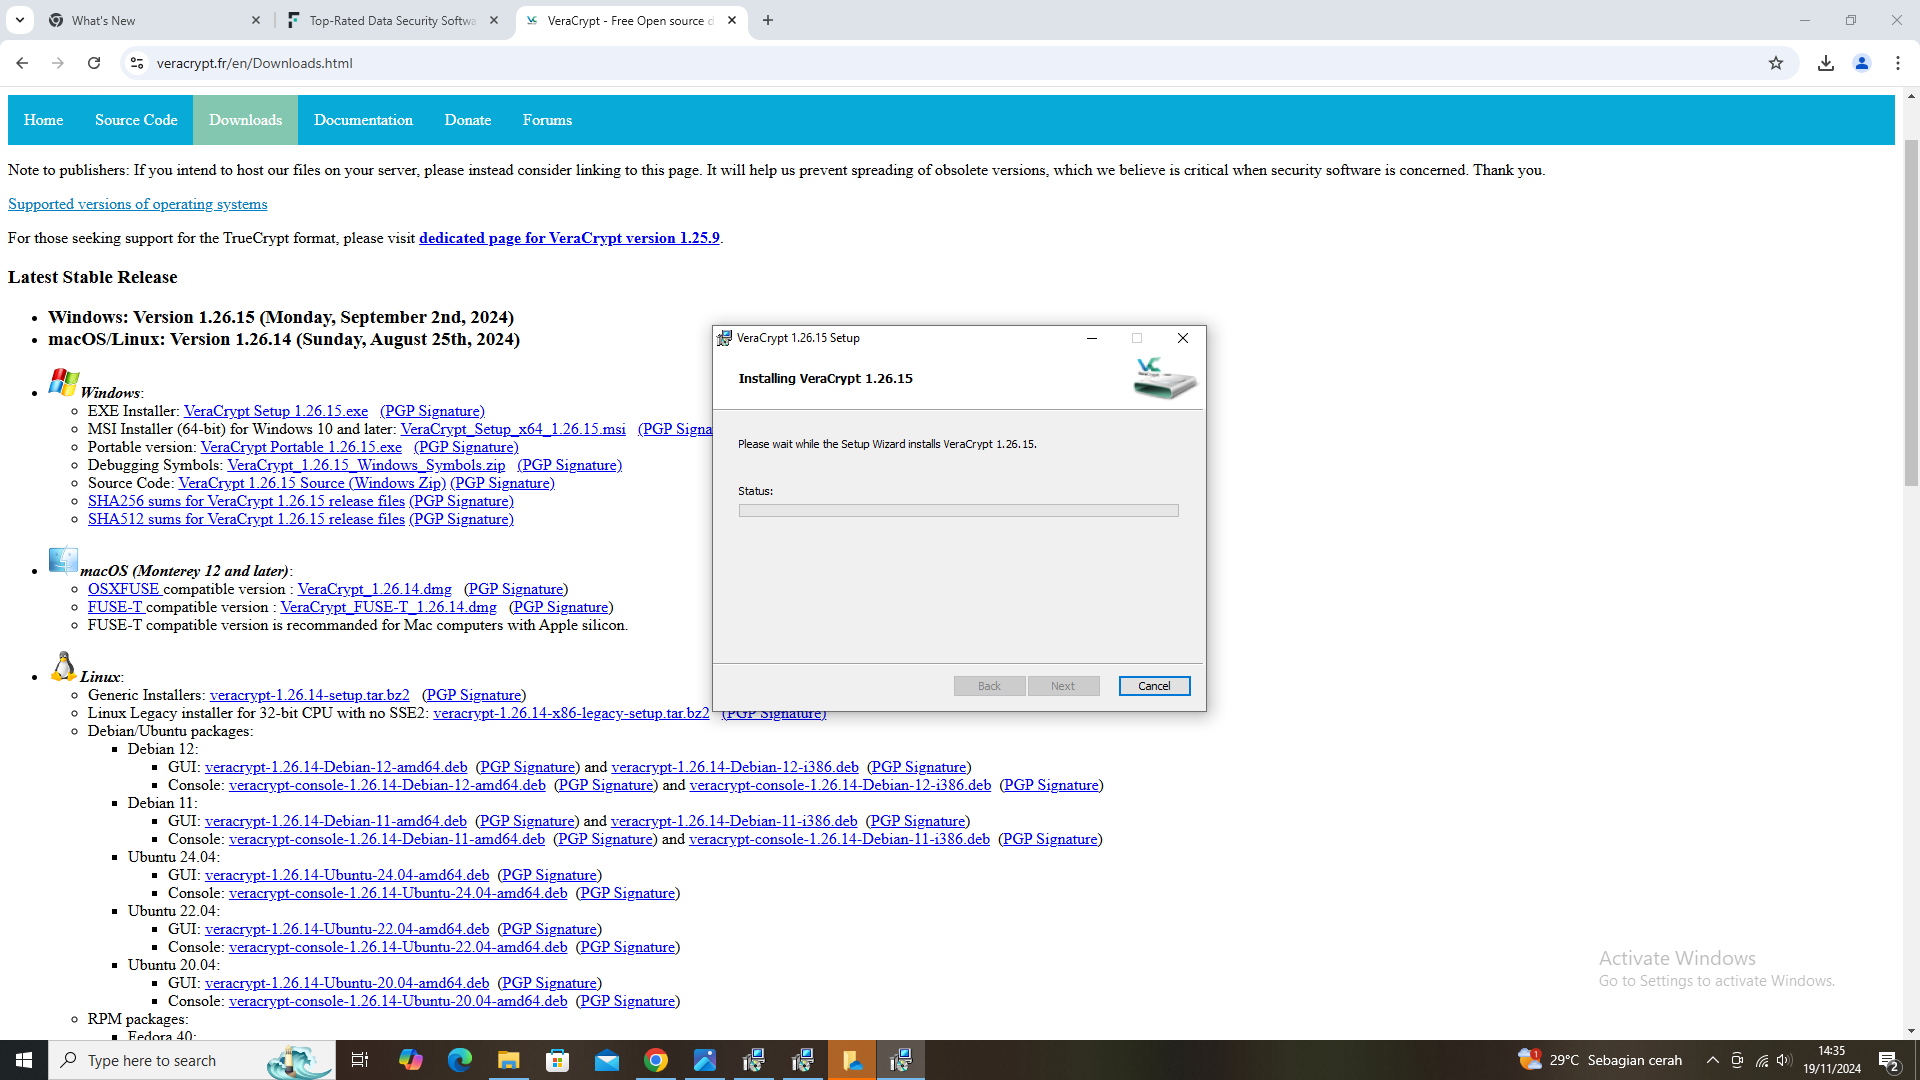 What's New
Top-Rated Data Security Softwa
VeraCrypt - Free Open source d
veracrypt.fr/en/Downloads.html
Home Source Code Downloads Documentation Donate Forums
Note to publishers: If you intend to host our files on your server, please instead consider linking to this page. It will help us prevent spreading of obsolete versions, which we believe is critical when security software is concerned. Thank you.
Supported versions of operating systems
For those seeking support for the TrueCrypt format, please visit dedicated page for VeraCrypt version 1.25.9.
Latest Stable Release
Windows: Version 1.26.15 (Monday, September 2nd, 2024)
macOS/Linux: Version 1.26.14 (Sunday, August 25th, 2024)
Windows:
EXE Installer: VeraCrypt Setup 1.26.15.exe (PGP Signature)
MSI Installer (64-bit) for Windows 10 and later: VeraCrypt_Setup_x64_1.26.15.msi (PGP Signa
Portable version: VeraCrypt Portable 1.26.15.exe (PGP Signature)
Debugging Symbols: VeraCrypt_1.26.15_Windows_Symbols.zip (PGP Signature)
Source Code: VeraCrypt 1.26.15 Source (Windows Zip) (PGP Signature)
SHA256 sums for VeraCrypt 1.26.15 release files (PGP Signature)
SHA512 sums for VeraCrypt 1.26.15 release files (PGP Signature)
macOS (Monterey 12 and later):
OSXFUSE compatible version : VeraCrypt_1.26.14.dmg (PGP Signature)
FUSE-T compatible version : VeraCrypt_FUSE-T_1.26.14.dmg (PGP Signature)
FUSE-T compatible version is recommanded for Mac computers with Apple silicon.
Linux:
Generic Installers: veracrypt-1.26.14-setup.tar.bz2 (PGP Signature)
Linux Legacy installer for 32-bit CPU with no SSE2: veracrypt-1.26.14-x86-legacy-setup.tar.bz2 (PGP Signature)
Debian/Ubuntu packages:
Debian 12:
GUI: veracrypt-1.26.14-Debian-12-amd64.deb (PGP Signature) and veracrypt-1.26.14-Debian-12-i386.deb (PGP Signature)
Console: veracrypt-console-1.26.14-Debian-12-amd64.deb (PGP Signature) and veracrypt-console-1.26.14-Debian-12-i386.deb (PGP Signature)
Debian 11:
GUI: veracrypt-1.26.14-Debian-11-amd64.deb (PGP Signature) and veracrypt-1.26.14-Debian-11-i386.deb (PGP Signature)
Console: veracrypt-console-1.26.14-Debian-11-amd64.deb (PGP Signature) and veracrypt-console-1.26.14-Debian-11-i386.deb (PGP Signature)
Ubuntu 24.04:
GUI: veracrypt-1.26.14-Ubuntu-24.04-amd64.deb (PGP Signature)
Console: veracrypt-console-1.26.14-Ubuntu-24.04-amd64.deb (PGP Signature)
Ubuntu 22.04:
GUI: veracrypt-1.26.14-Ubuntu-22.04-amd64.deb (PGP Signature)
Console: veracrypt-console-1.26.14-Ubuntu-22.04-amd64.deb (PGP Signature)
Ubuntu 20.04:
GUI: veracrypt-1.26.14-Ubuntu-20.04-amd64.deb (PGP Signature)
Console: veracrypt-console-1.26.14-Ubuntu-20.04-amd64.deb (PGP Signature)
RPM packages:
Fedora 40:
VeraCrypt 1.26.15 Setup
Installing VeraCrypt 1.26.15
Please wait while the Setup Wizard installs VeraCrypt 1.26.15.
Status:
Back Next Cancel
Activate Windows
Go to Settings to activate Windows.
Type here to search
1
29°C Sebagian cerah
14:35
19/11/2024
2